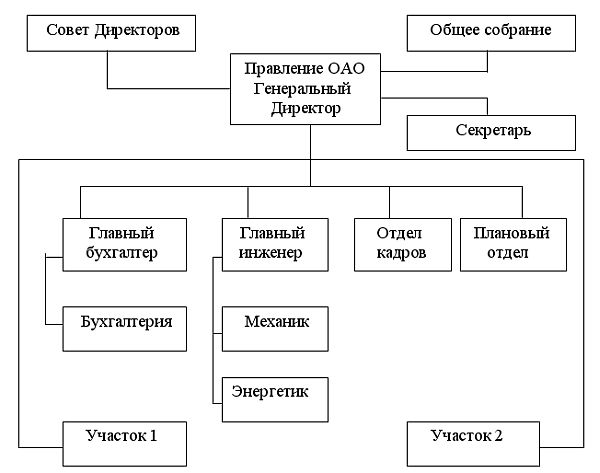 Совет Директоров
Общее собрание
Правление ОАО
Генеральный
Директор
Секретарь
Главный
бухгалтер
Главный
инженер
Отдел
кадров
Плановый
отдел
Бухгалтерия
Механик
Энергетик
Участок 1
Участок 2